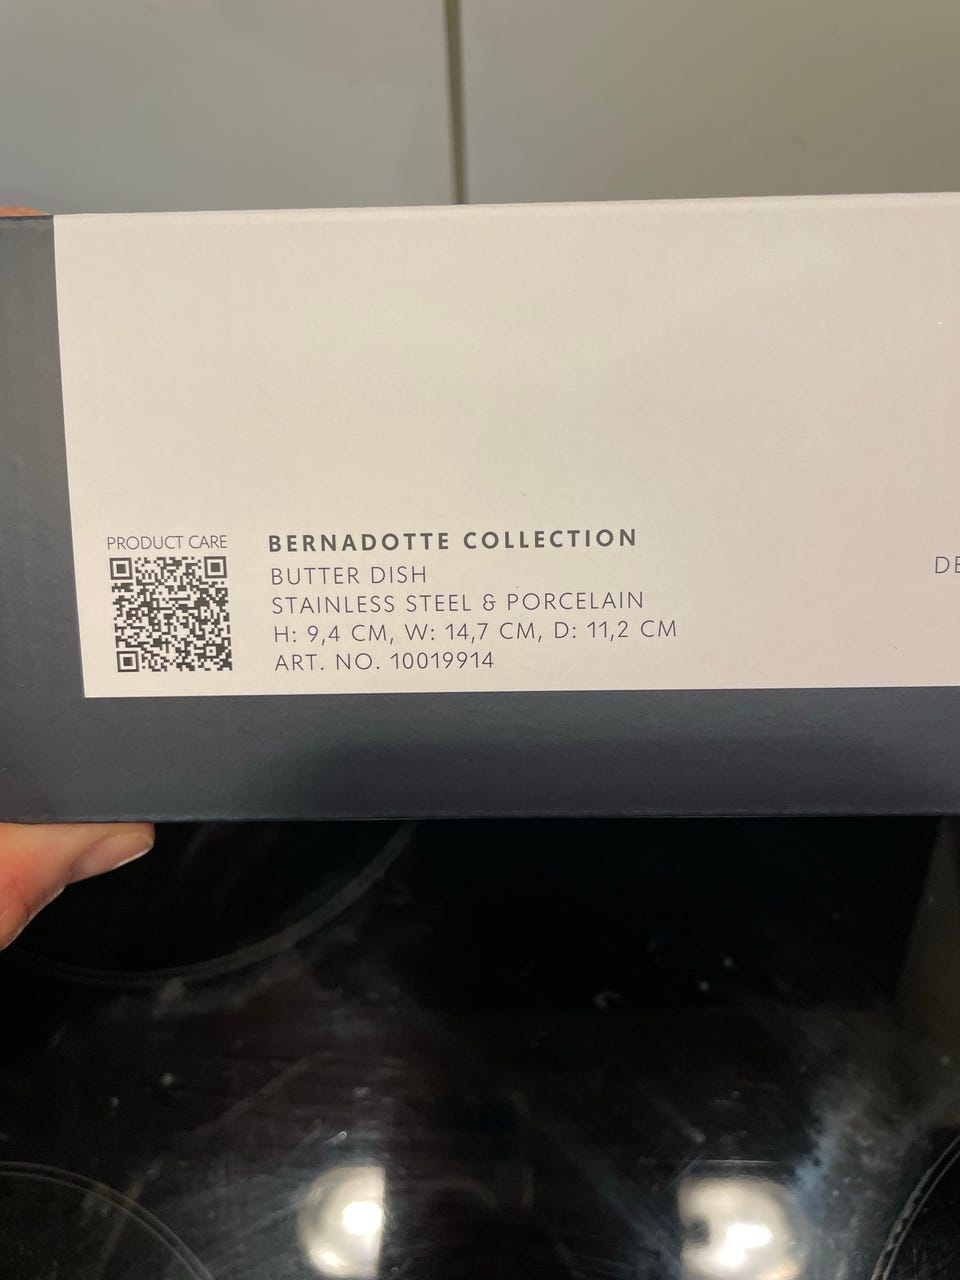 PRODUCT CARE
BERNADOTTE COLLECTION
BUTTER DISH
STAINLESS STEEL & PORCELAIN
H: 9,4 CM, W: 14,7 CM, D: 11,2 CM
ART. NO. 10019914
DE